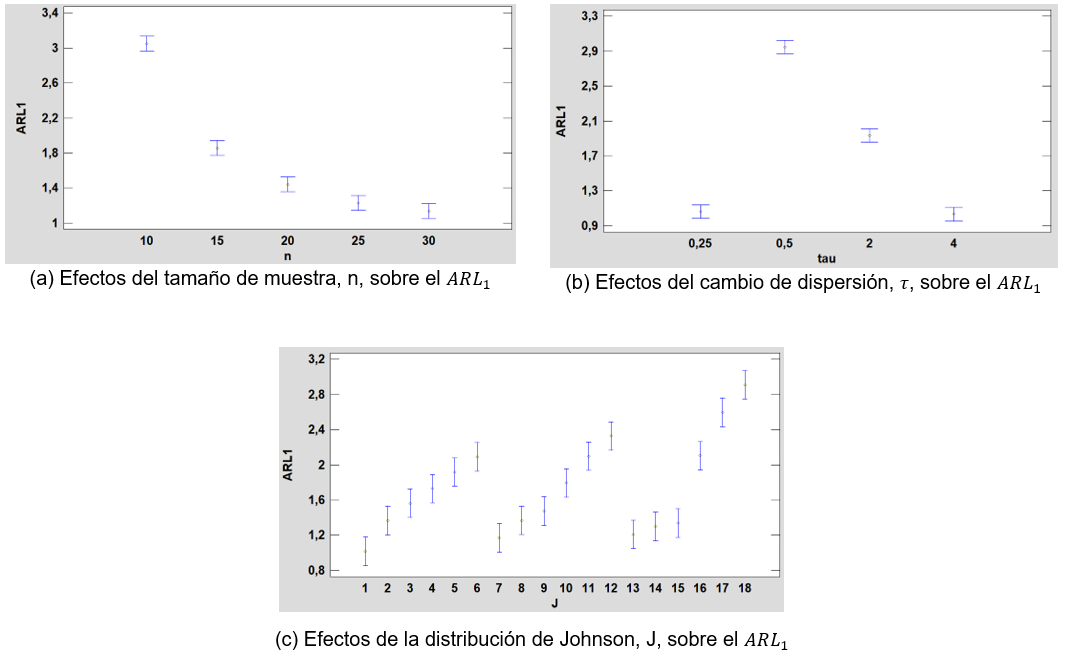 3,4
3
2,6
2,2
1,8
1,4
1
ARL1
10 15 20 25 30
n
(a) Efectos del tamaño de muestra, n, sobre el ARL₁
3,3
2,9
2,5
2,1
1,7
1,3
0,9
ARL1
0,25 0,5 2 4
tau
(b) Efectos del cambio de dispersión, τ, sobre el ARL₁
3,2
2,8
2,4
2
1,6
1,2
0,8
ARL1
1 2 3 4 5 6 7 8 9 10 11 12 13 14 15 16 17 18
J
(c) Efectos de la distribución de Johnson, J, sobre el ARL₁